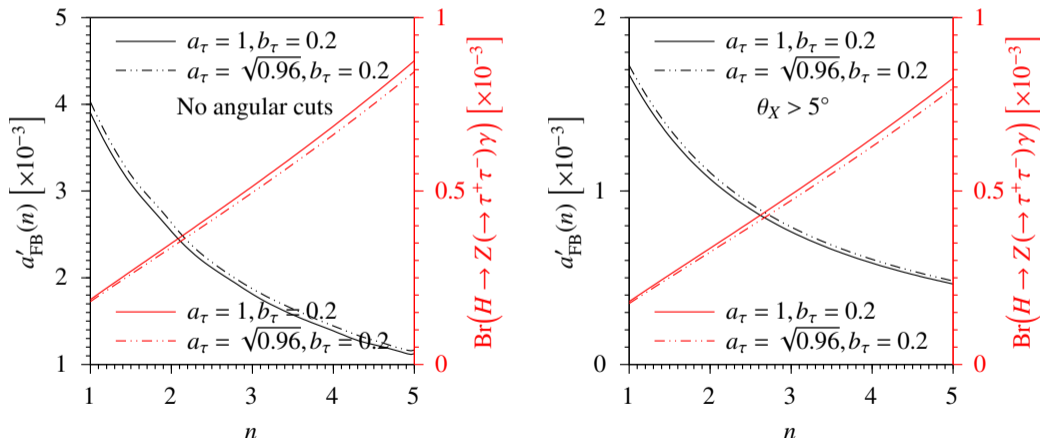 5
4
3
2
1
a′_FB(n) [×10⁻³]
a_τ = 1, b_τ = 0.2
a_τ = √0.96, b_τ = 0.2
No angular cuts
a_τ = 1, b_τ = 0.2
a_τ = √0.96, b_τ = 0.2
1
0.5
0
Br(H → Z(→ τ⁺τ⁻)γ) [×10⁻³]
1 2 3 4 5
n
2
1
0
a′_FB(n) [×10⁻³]
a_τ = 1, b_τ = 0.2
a_τ = √0.96, b_τ = 0.2
θ_X > 5°
a_τ = 1, b_τ = 0.2
a_τ = √0.96, b_τ = 0.2
1
0.5
0
Br(H → Z(→ τ⁺τ⁻)γ) [×10⁻³]
1 2 3 4 5
n